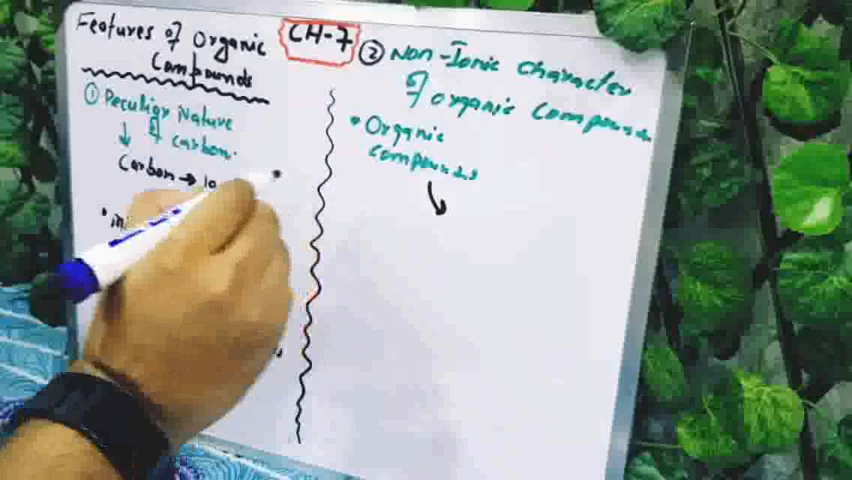 Features of Organic
Compounds
CH-7
① Peculiar Nature
of carbon.
Carbon →
② Non-Ionic Character
of organic Compounds
• Organic
compounds